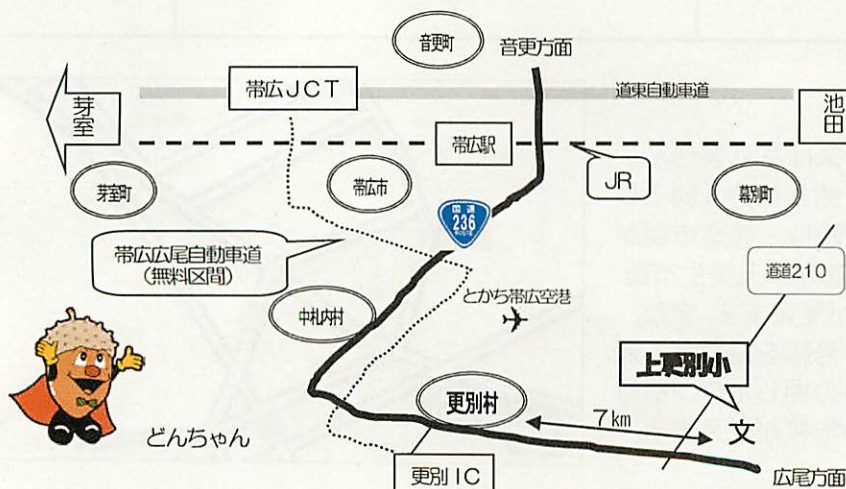 音更町
音更方面
帯広JCT
道東自動車道
芽室
池田
帯広駅
JR
芽室町
帯広市
幕別町
国道
236
帯広広尾自動車道
(無料区間)
道道210
とかち帯広空港
中札内村
上更別小
更別村
7km
文
どんちゃん
更別IC
広尾方面